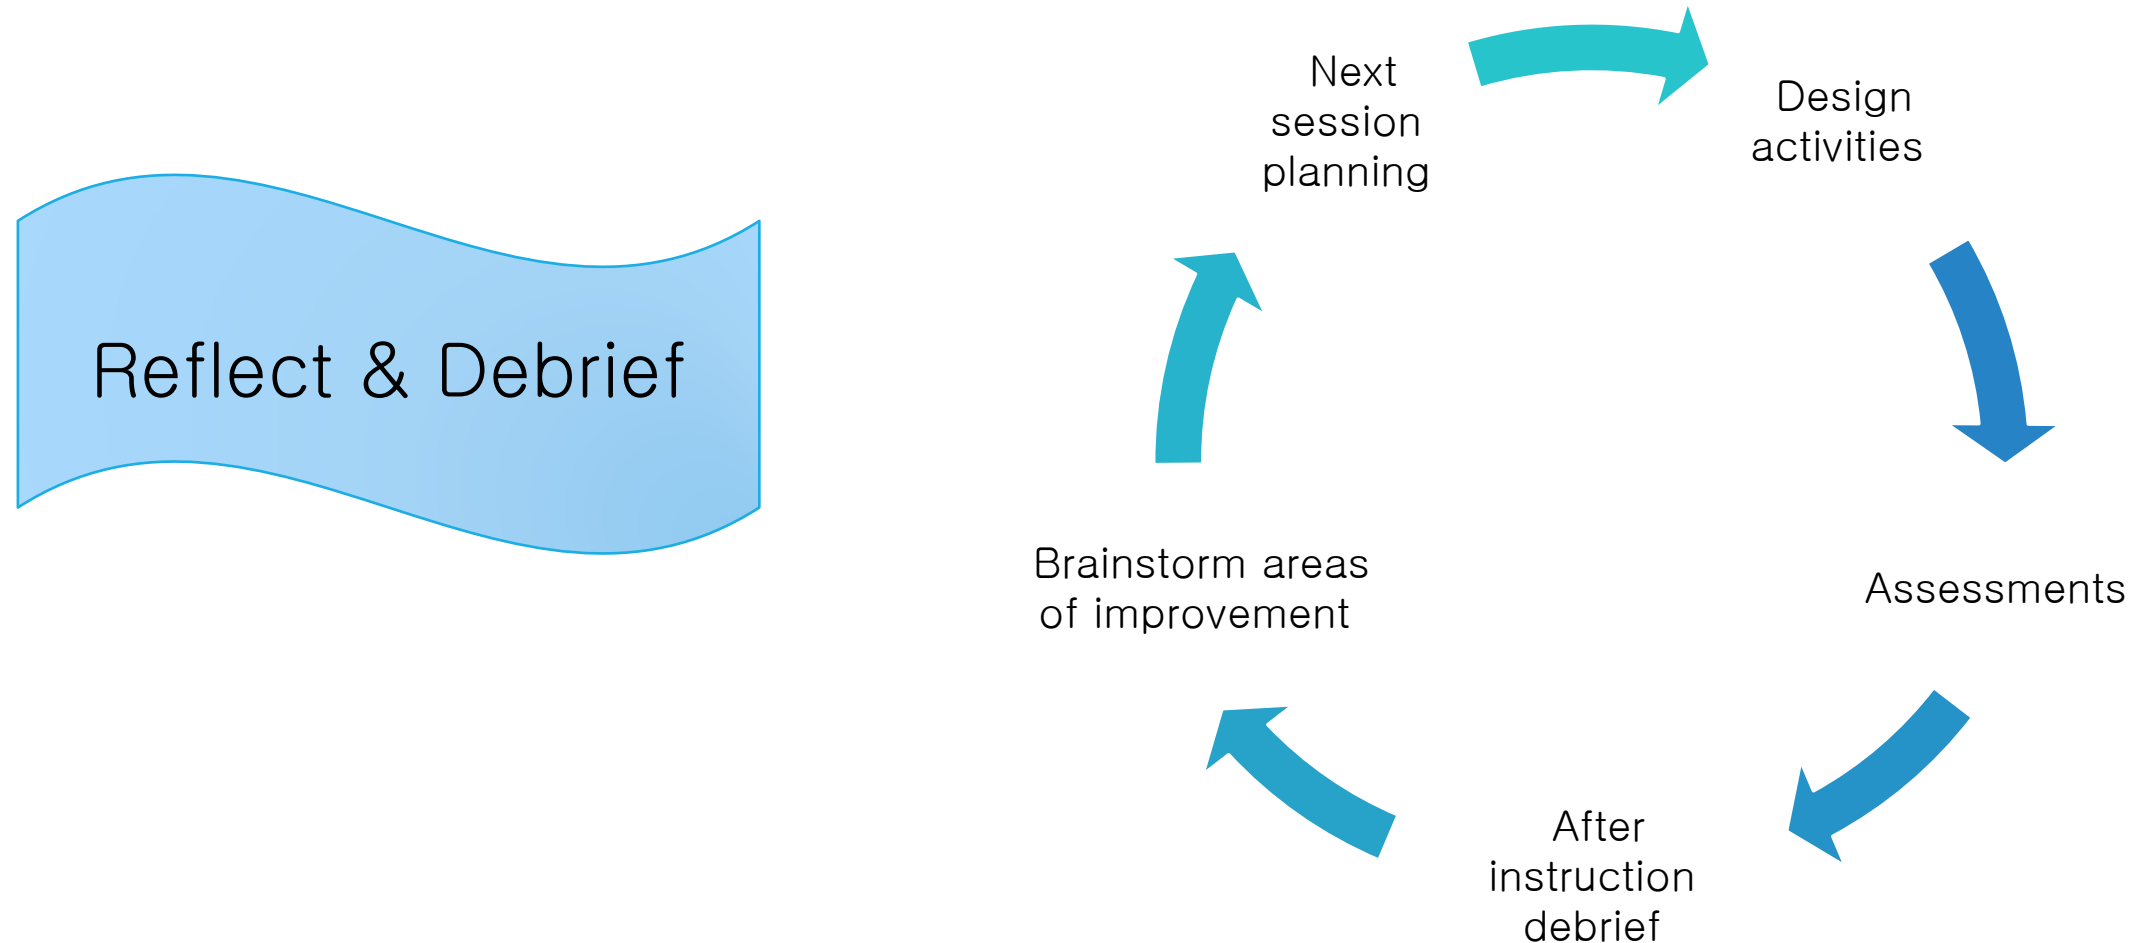 Reflect & Debrief
Next
session
planning
Design
activities
Assessments
After
instruction
debrief
Brainstorm areas
of improvement